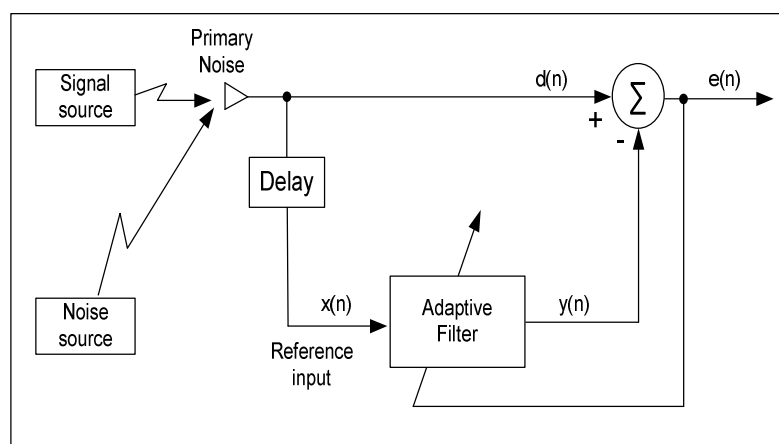 Primary
Noise
Signal
source
d(n)
e(n)
Σ
+
-
Delay
Noise
source
x(n)
Adaptive
Filter
y(n)
Reference
input